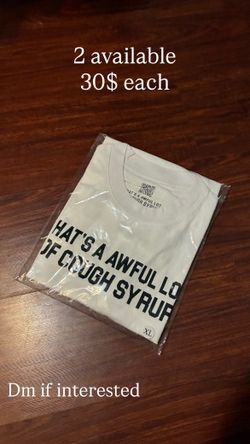 2 available
30$ each
HAT'S A AWFUL LO
OF COUGH SYRUP
XL
Dm if interested